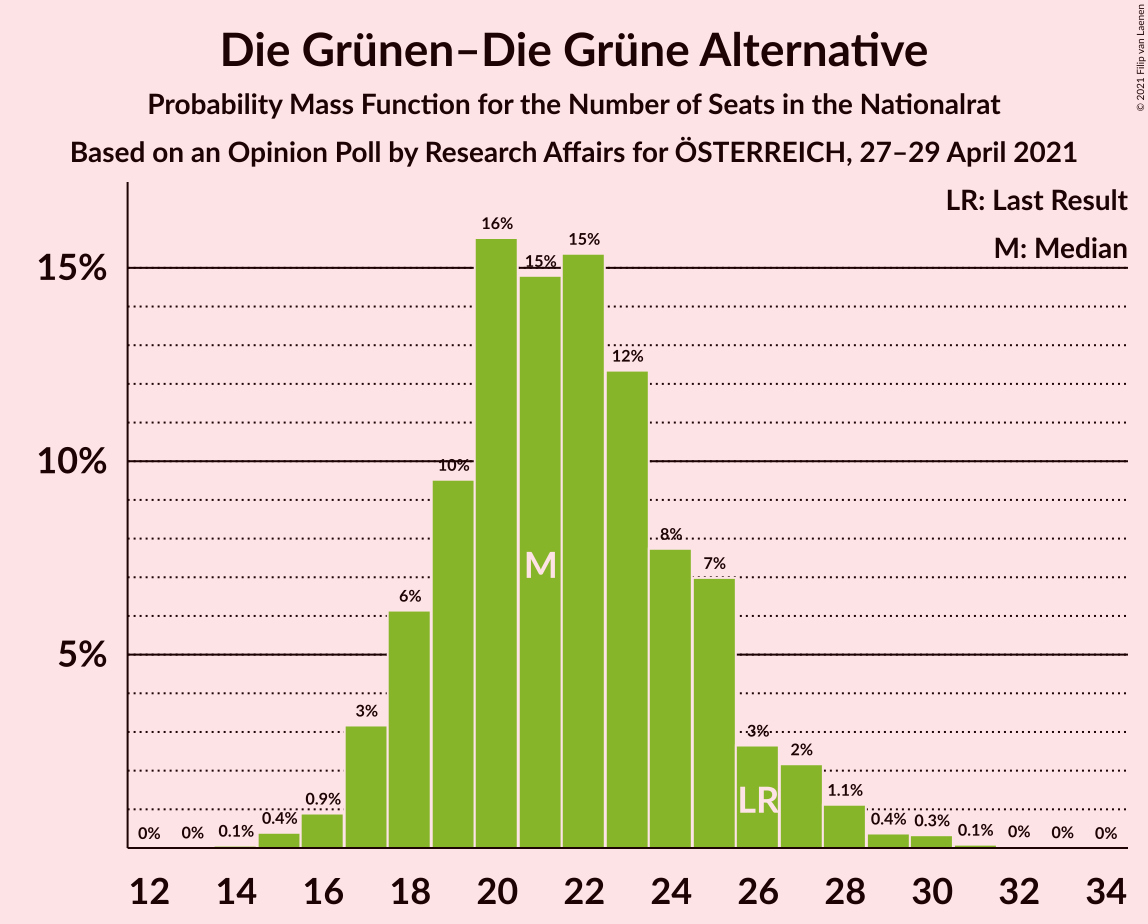 Die Grünen–Die Grüne Alternative
Probability Mass Function for the Number of Seats in the Nationalrat
Based on an Opinion Poll by Research Affairs for ÖSTERREICH, 27–29 April 2021
© 2021 Filip van Laenen
LR: Last Result
M: Median
15%
10%
5%
0% 0% 0.1% 0.4% 0.9% 3% 6% 10% 16% 15% 15% 12% 8% 7% 3% 2% 1.1% 0.4% 0.3% 0.1% 0% 0% 0%
M
LR
12 14 16 18 20 22 24 26 28 30 32 34